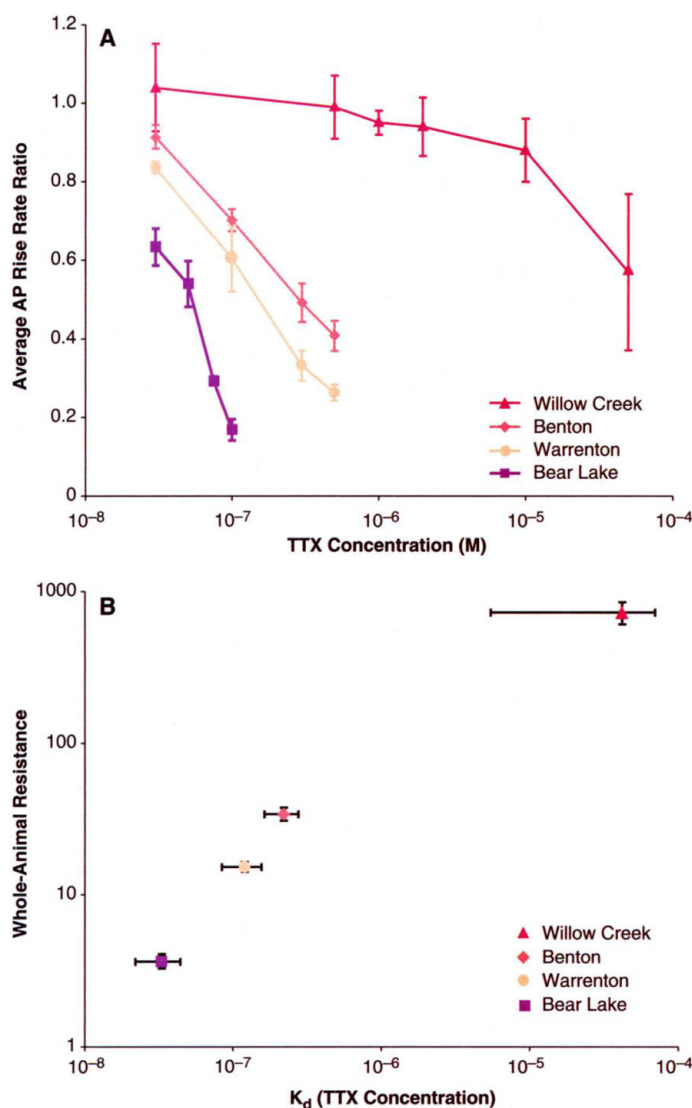 A
1.2
1.0
0.8
0.6
0.4
0.2
0
Average AP Rise Rate Ratio
Willow Creek
Benton
Warrenton
Bear Lake
10⁻⁸ 10⁻⁷ 10⁻⁶ 10⁻⁵ 10⁻⁴
TTX Concentration (M)
B
1000
100
10
1
Whole-Animal Resistance
Willow Creek
Benton
Warrenton
Bear Lake
10⁻⁸ 10⁻⁷ 10⁻⁶ 10⁻⁵ 10⁻⁴
K_d (TTX Concentration)